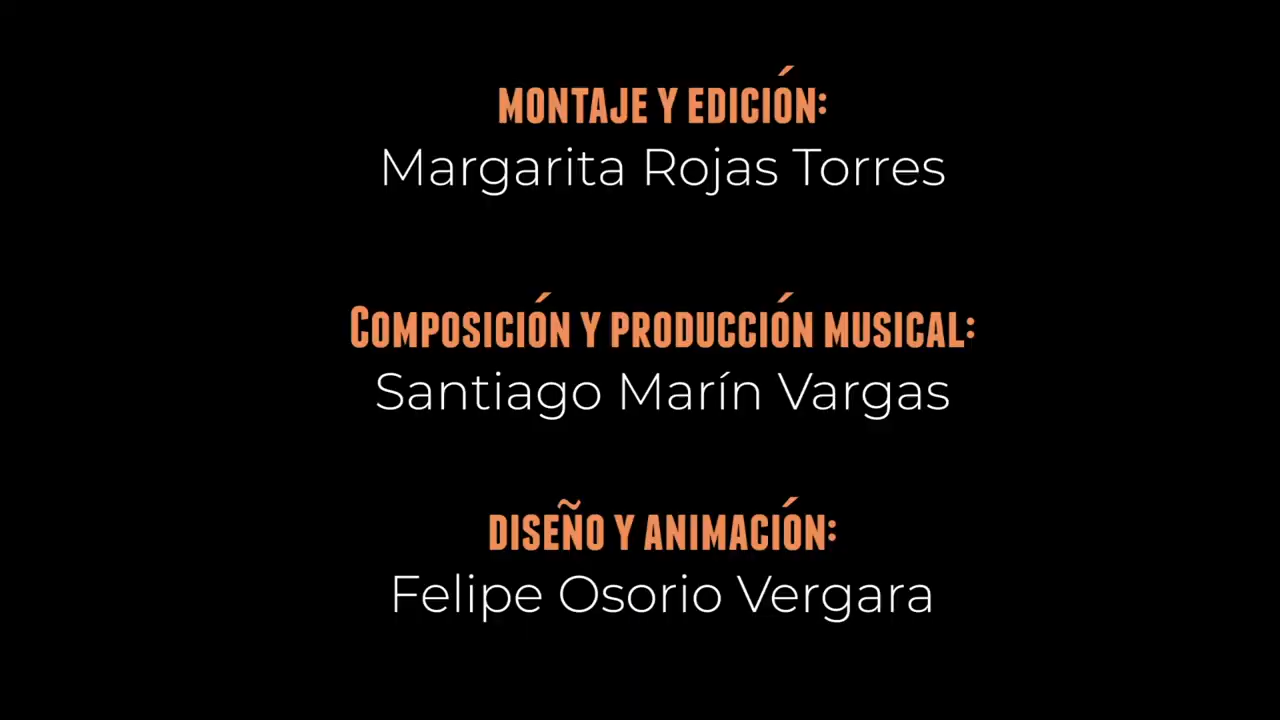 MONTAJE Y EDICIÓN:
Margarita Rojas Torres
COMPOSICIÓN Y PRODUCCIÓN MUSICAL:
Santiago Marín Vargas
DISEÑO Y ANIMACIÓN:
Felipe Osorio Vergara